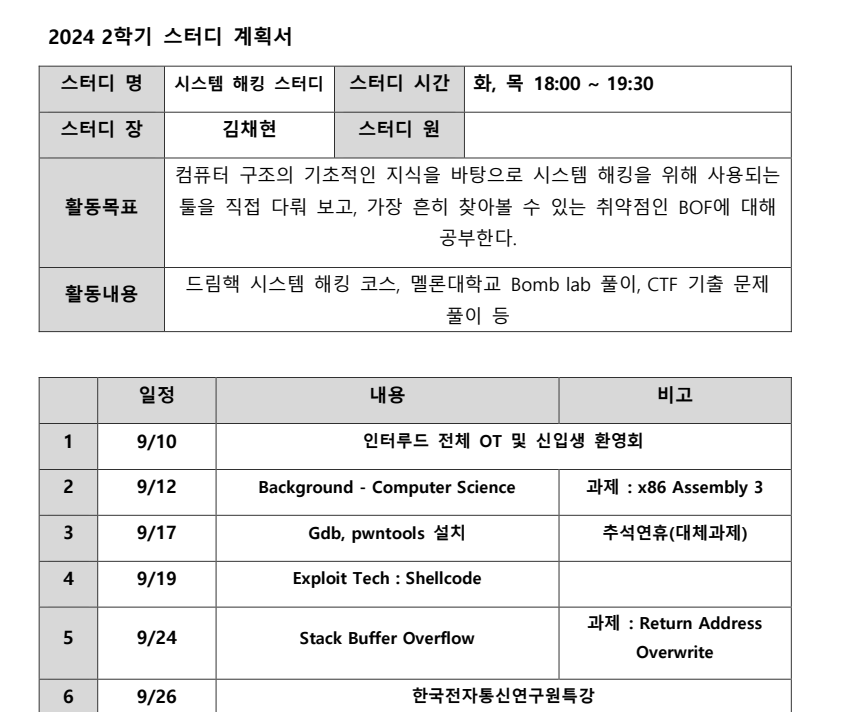 2024 2학기 스터디 계획서
스터디 명 시스템 해킹 스터디 스터디 시간 화, 목 18:00 ~ 19:30
스터디 장 김채현 스터디 원
컴퓨터 구조의 기초적인 지식을 바탕으로 시스템 해킹을 위해 사용되는
활동목표 툴을 직접 다뤄 보고, 가장 흔히 찾아볼 수 있는 취약점인 BOF에 대해
공부한다.
활동내용 드림핵 시스템 해킹 코스, 멜론대학교 Bomb lab 풀이, CTF 기출 문제
풀이 등
일정 내용 비고
1 9/10 인터루드 전체 OT 및 신입생 환영회
2 9/12 Background - Computer Science 과제 : x86 Assembly 3
3 9/17 Gdb, pwntools 설치 추석연휴(대체과제)
4 9/19 Exploit Tech : Shellcode
5 9/24 Stack Buffer Overflow 과제 : Return Address
Overwrite
6 9/26 한국전자통신연구원특강